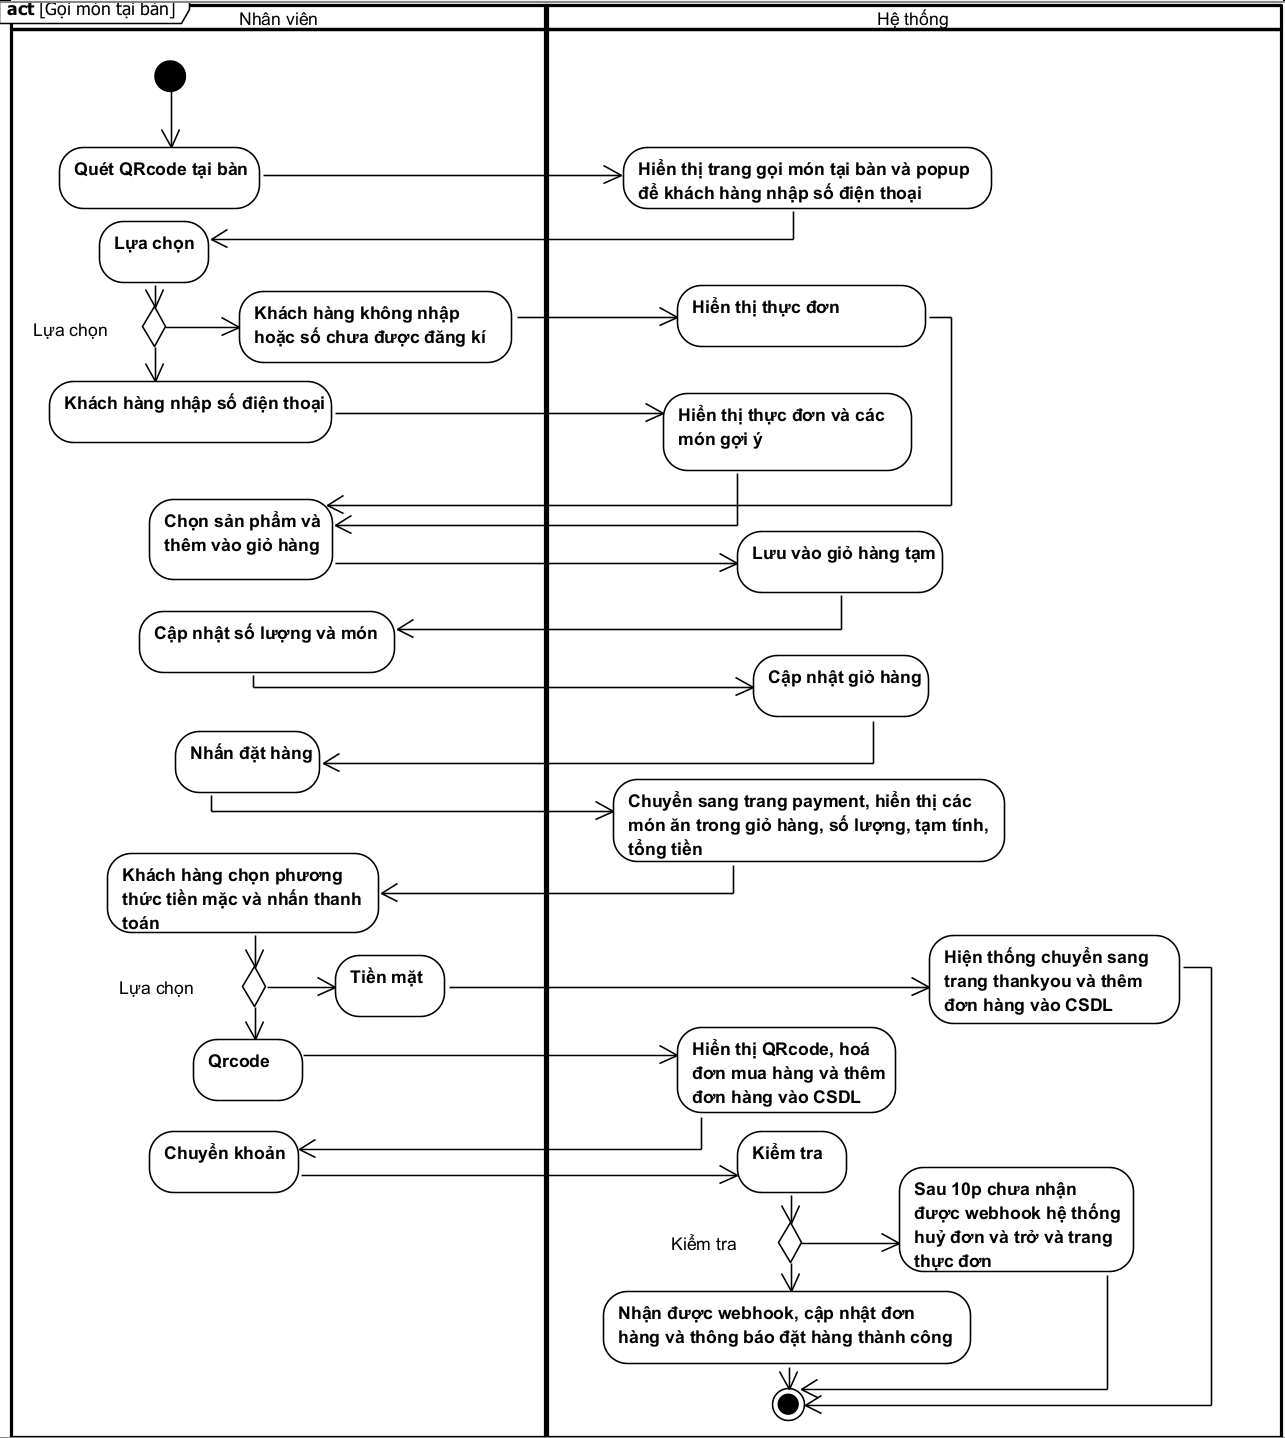 act [Gọi món tại bàn]
Nhân viên
Hệ thống
Quét QRcode tại bàn
Hiển thị trang gọi món tại bàn và popup
để khách hàng nhập số điện thoại
Lựa chọn
Lựa chọn
Khách hàng không nhập
hoặc số chưa được đăng kí
Hiển thị thực đơn
Khách hàng nhập số điện thoại
Hiển thị thực đơn và các
món gợi ý
Chọn sản phẩm và
thêm vào giỏ hàng
Lưu vào giỏ hàng tạm
Cập nhật số lượng và món
Cập nhật giỏ hàng
Nhấn đặt hàng
Chuyển sang trang payment, hiển thị các
món ăn trong giỏ hàng, số lượng, tạm tính,
tổng tiền
Khách hàng chọn phương
thức tiền mặc và nhấn thanh
toán
Lựa chọn
Tiền mặt
Hiện thống chuyển sang
trang thankyou và thêm
đơn hàng vào CSDL
Qrcode
Hiển thị QRcode, hoá
đơn mua hàng và thêm
đơn hàng vào CSDL
Chuyển khoản
Kiểm tra
Kiểm tra
Sau 10p chưa nhận
được webhook hệ thống
huỷ đơn và trở và trang
thực đơn
Nhận được webhook, cập nhật đơn
hàng và thông báo đặt hàng thành công